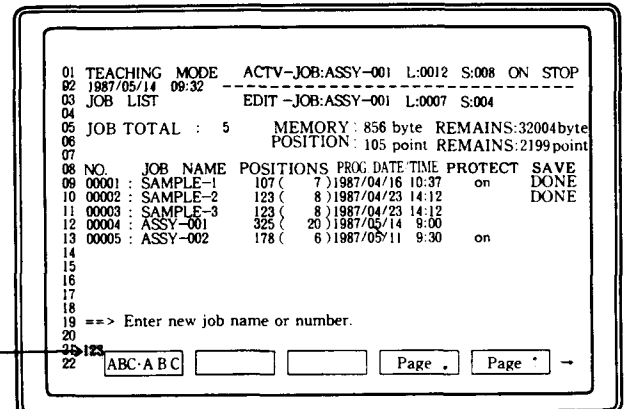 01 TEACHING MODE ACTV-JOB:ASSY-001 L:0012 S:008 ON STOP
02 1987/05/14 09:32
03 JOB LIST EDIT-JOB:ASSY-001 L:0007 S:004
04
05 JOB TOTAL : 5 MEMORY : 856 byte REMAINS:32004byte
06 POSITION : 105 point REMAINS:2199point
07
08 NO. JOB NAME POSITIONS PROG DATE TIME PROTECT SAVE
09 00001 : SAMPLE-1 107 ( 7 )1987/04/16 10:37 on DONE
10 00002 : SAMPLE-2 123 ( 8 )1987/04/23 14:12 DONE
11 00003 : SAMPLE-3 123 ( 8 )1987/04/23 14:12
12 00004 : ASSY-001 325 ( 20 )1987/05/14 9:00
13 00005 : ASSY-002 178 ( 6 )1987/05/11 9:30 on
14
15
16
17
18
19 ==> Enter new job name or number.
20
123
22 ABC·A B C Page Page →